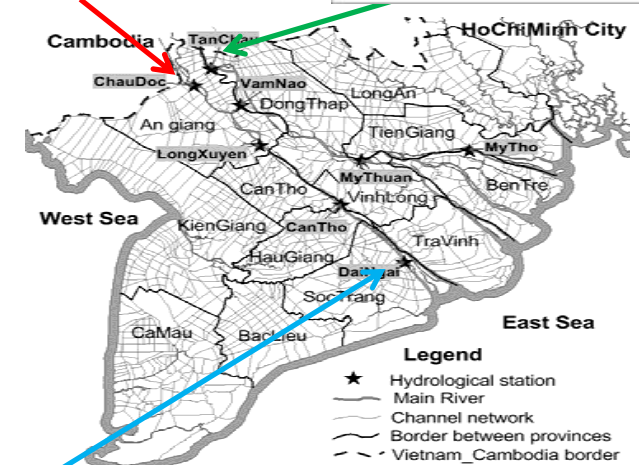 HoChiMinh City
Cambodia
TanChau
ChauDoc
VamNao
LongAn
DongThap
An giang
TienGiang
MyTho
LongXuyen
MyThuan
BenTre
CanTho
VinhLong
West Sea
KienGiang
CanTho
TraVinh
HauGiang
DaiNgai
SocTrang
East Sea
CaMau
BacLieu
Legend
Hydrological station
Main River
Channel network
Border between provinces
Vietnam_Cambodia border